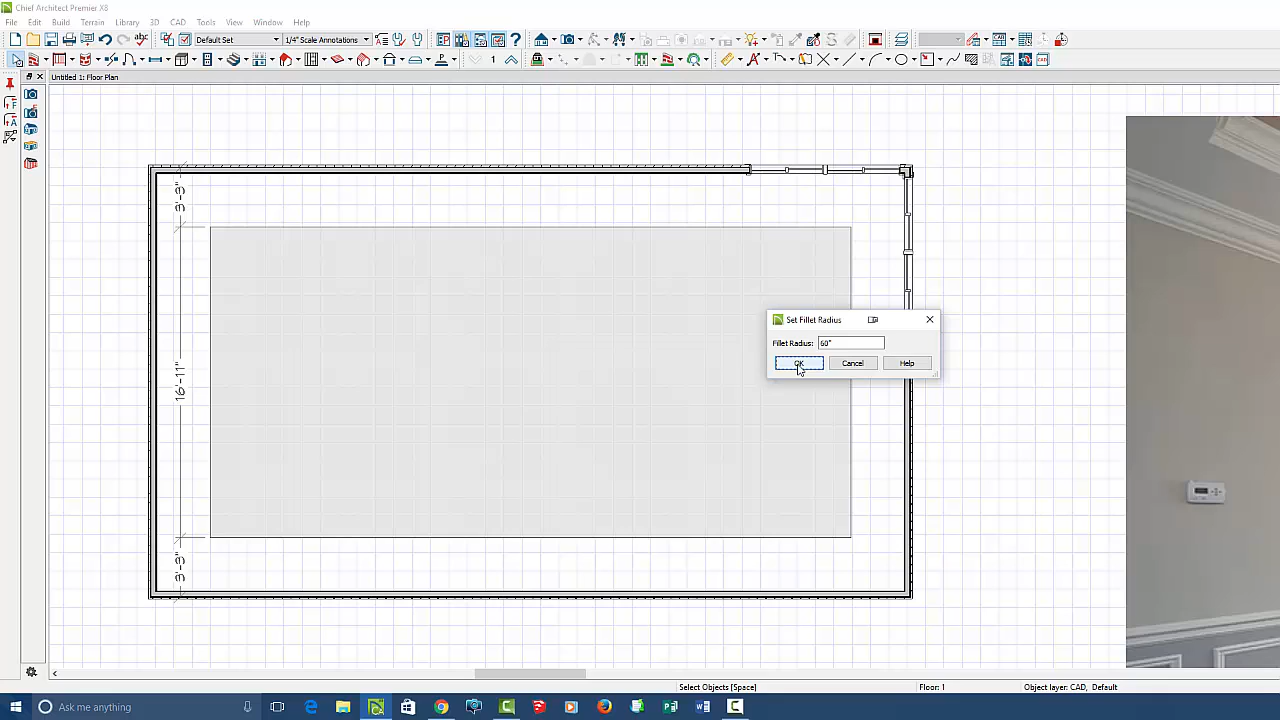 Chief Architect Premier X8
File Edit Build Terrain Library 3D CAD Tools View Window Help
Default Set 1/4" Scale Annotations
Untitled 1: Floor Plan
3'-3"
16'-11"
3'-3"
Set Fillet Radius
Fillet Radius: 60"
OK Cancel Help
Select Objects [Space] Floor: 1 Object layer: CAD, Default
Ask me anything